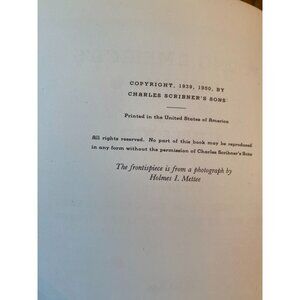 COPYRIGHT, 1939, 1950, BY
CHARLES SCRIBNER'S SONS
Printed in the United States of America
All rights reserved. No part of this book may be reproduced
in any form without the permission of Charles Scribner's Sons
The frontispiece is from a photograph by
Holmes I. Mettee